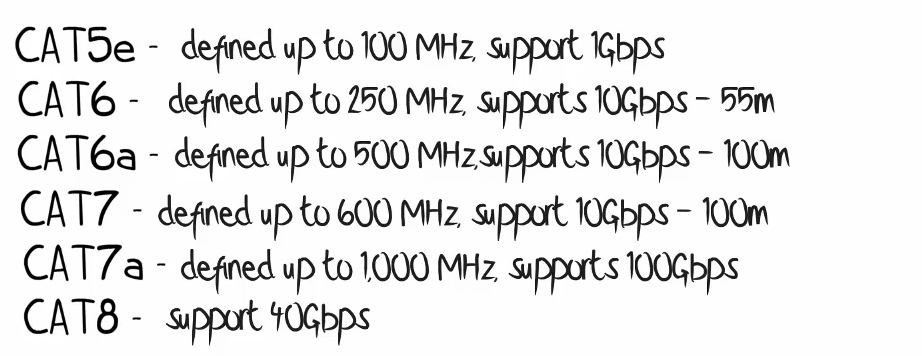 CAT5e - defined up to 100 MHz, support 1Gbps
CAT6 - defined up to 250 MHz, supports 10Gbps - 55m
CAT6a - defined up to 500 MHz,supports 10Gbps - 100m
CAT7 - defined up to 600 MHz, support 10Gbps - 100m
CAT7a - defined up to 1,000 MHz, supports 100Gbps
CAT8 - support 40Gbps